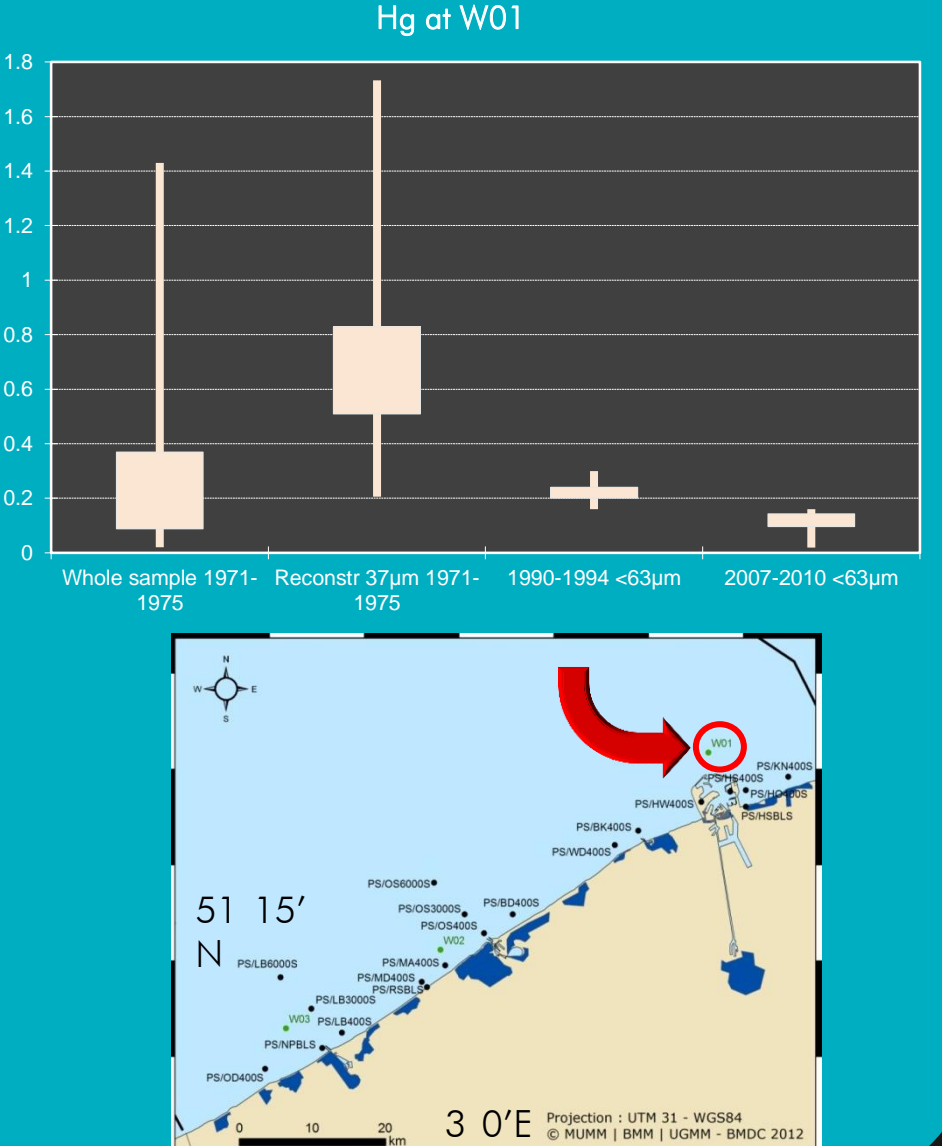 Hg at W01
1.8
1.6
1.4
1.2
1
0.8
0.6
0.4
0.2
0
Whole sample 1971-
1975
Reconstr 37µm 1971-
1975
1990-1994 <63µm
2007-2010 <63µm
N
W
E
S
W01
PS/KN400S
PS/HS400S
PS/HO400S
PS/HW400S
PS/HSBLS
PS/BK400S
PS/WD400S
PS/OS6000S
51 15’
N
PS/OS3000S
PS/BD400S
PS/OS400S
W02
PS/LB6000S
PS/MA400S
PS/MD400S
PS/RSBLS
PS/LB3000S
W03
PS/LB400S
PS/NPBLS
PS/OD400S
0 10 20
km
3 0’E
Projection : UTM 31 - WGS84
© MUMM | BMM | UGMM - BMDC 2012